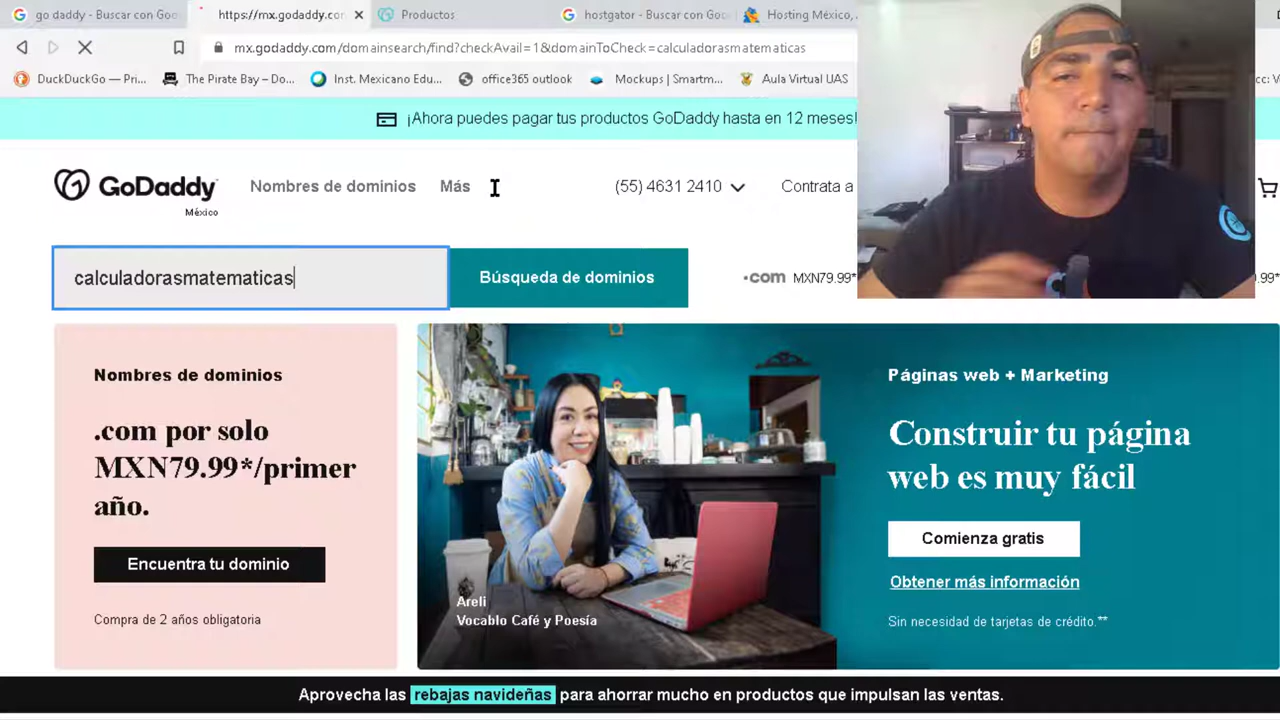 go daddy - Buscar con Goo
https://mx.godaddy.com/
Productos
hostgator - Buscar con Goo
Hosting México,
mx.godaddy.com/domainsearch/find?checkAvail=1&domainToCheck=calculadorasmatematicas
DuckDuckGo — Pri...
The Pirate Bay – Do...
Inst. Mexicano Edu...
office365 outlook
Mockups | Smartm...
Aula Virtual UAS
¡Ahora puedes pagar tus productos GoDaddy hasta en 12 meses!
GoDaddy
México
Nombres de dominios
Más
(55) 4631 2410
Contrata a
calculadorasmatematicas
Búsqueda de dominios
.com MXN79.99*
Nombres de dominios
.com por solo
MXN79.99*/primer
año.
Encuentra tu dominio
Compra de 2 años obligatoria
Areli
Vocablo Café y Poesía
Páginas web + Marketing
Construir tu página
web es muy fácil
Comienza gratis
Obtener más información
Sin necesidad de tarjetas de crédito.**
Aprovecha las rebajas navideñas para ahorrar mucho en productos que impulsan las ventas.